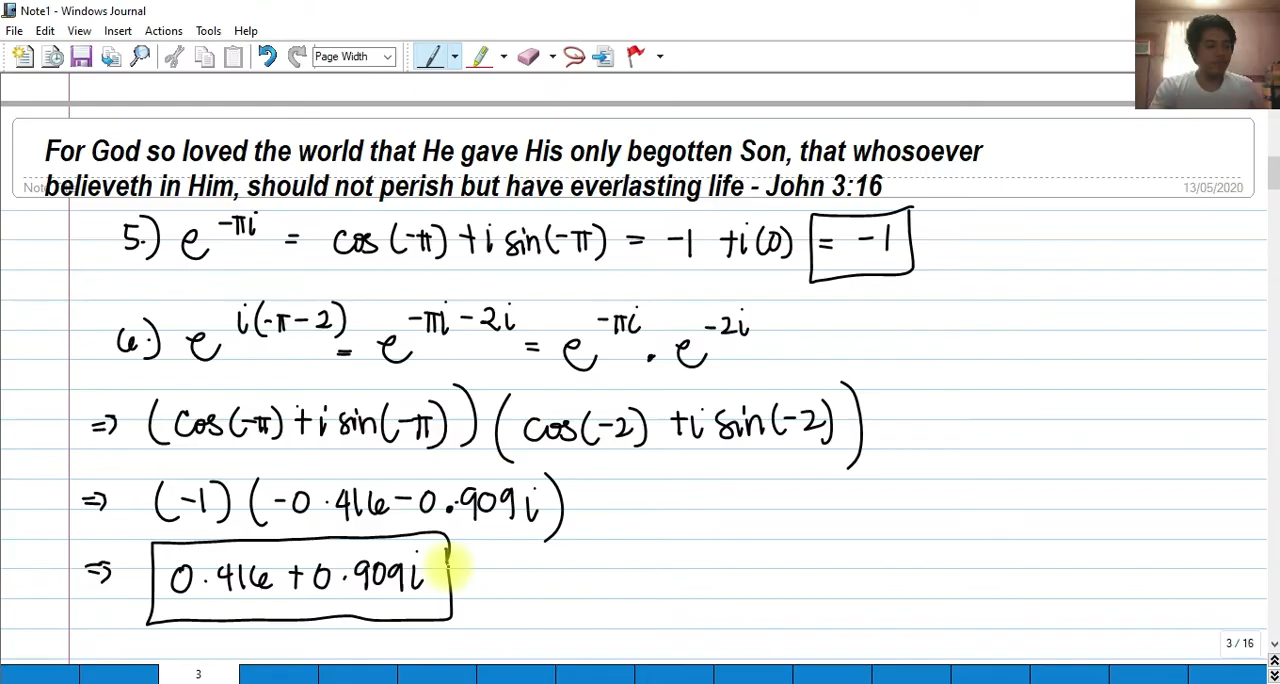 Note1 - Windows Journal
File Edit View Insert Actions Tools Help
Page Width
For God so loved the world that He gave His only begotten Son, that whosoever
believeth in Him, should not perish but have everlasting life - John 3:16
13/05/2020
5.) e^{-πi} = cos(-π) + i sin(-π) = -1 + i(0) = -1
6.) e^{i(-π-2)} = e^{-πi-2i} = e^{-πi} · e^{-2i}
⇒ (cos(-π) + i sin(-π)) (cos(-2) + i sin(-2))
⇒ (-1) (-0.416 - 0.909i)
⇒ 0.416 + 0.909i
3 / 16
3